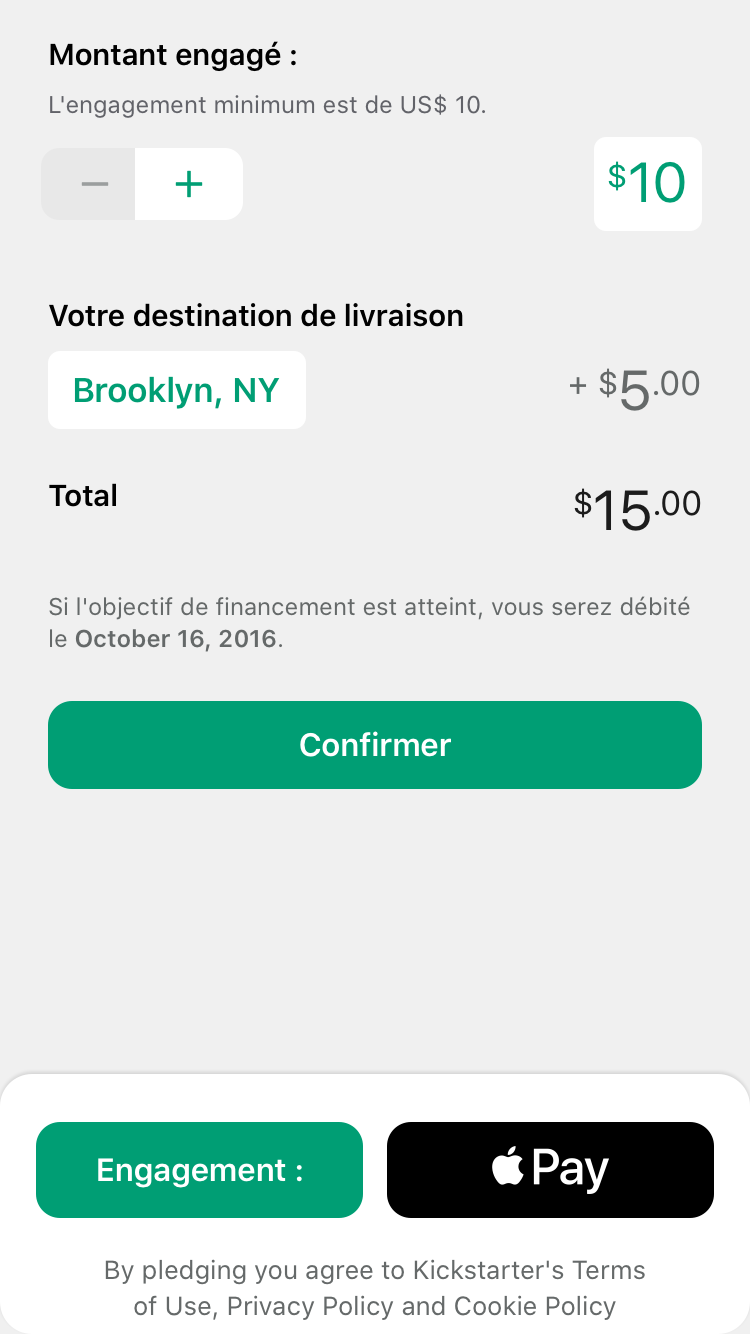 Montant engagé :
L'engagement minimum est de US$ 10.
− + $10
Votre destination de livraison
Brooklyn, NY + $5.00
Total $15.00
Si l'objectif de financement est atteint, vous serez débité
le October 16, 2016.
Confirmer
Engagement : Pay
By pledging you agree to Kickstarter's Terms
of Use, Privacy Policy and Cookie Policy